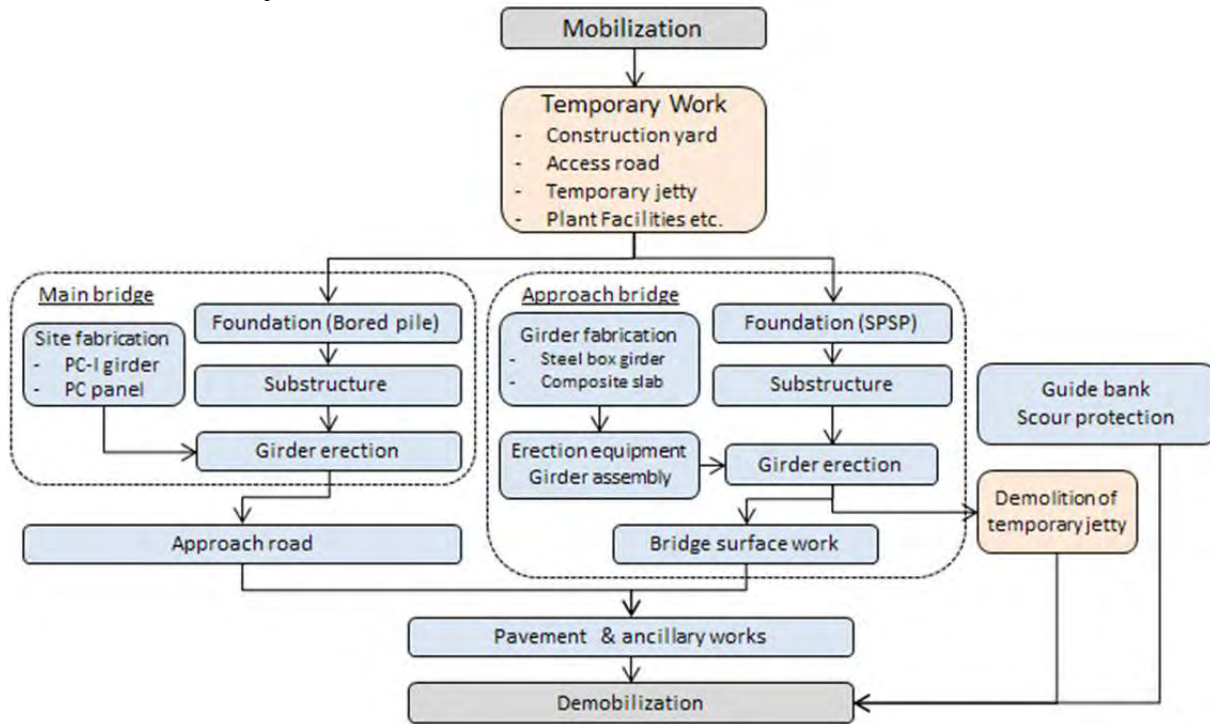 Mobilization
Temporary Work
- Construction yard
- Access road
- Temporary jetty
- Plant Facilities etc.
Main bridge
Foundation (Bored pile)
Site fabrication
- PC-I girder
- PC panel
Substructure
Girder erection
Approach road
Approach bridge
Girder fabrication
- Steel box girder
- Composite slab
Foundation (SPSP)
Substructure
Erection equipment
Girder assembly
Girder erection
Bridge surface work
Guide bank
Scour protection
Demolition of
temporary jetty
Pavement & ancillary works
Demobilization